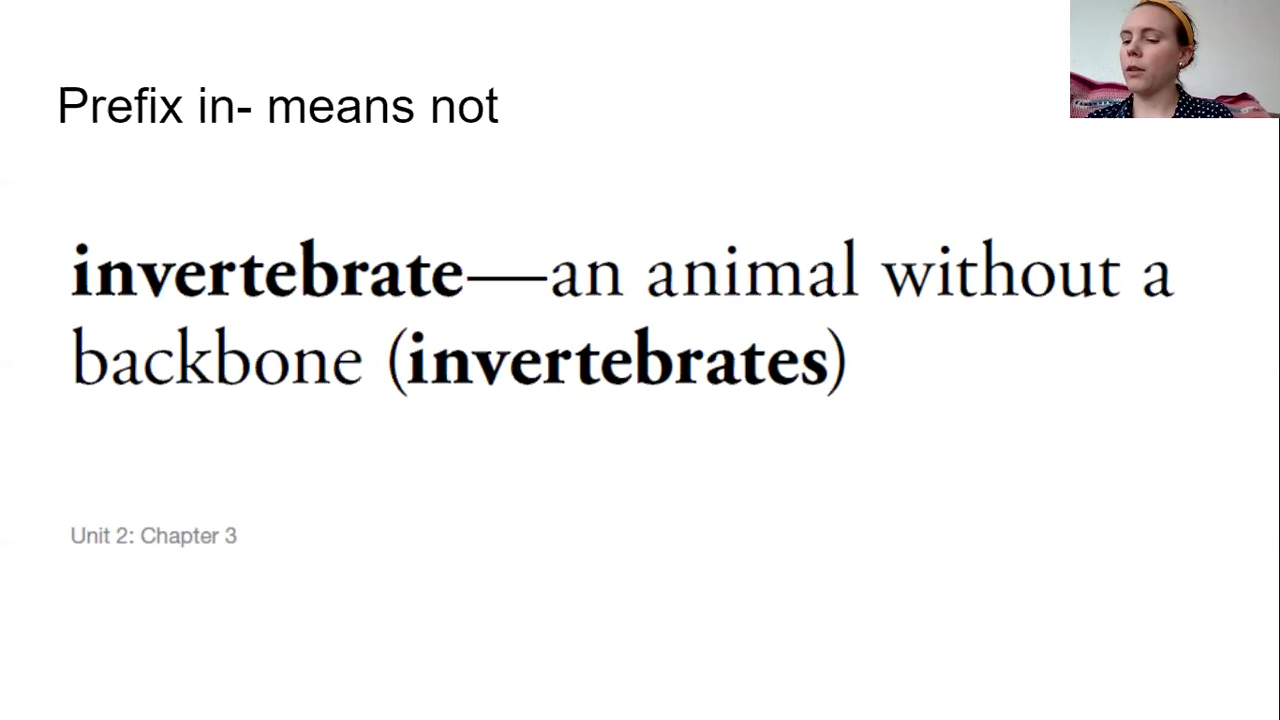 Prefix in- means not
invertebrate—an animal without a
backbone (invertebrates)
Unit 2: Chapter 3